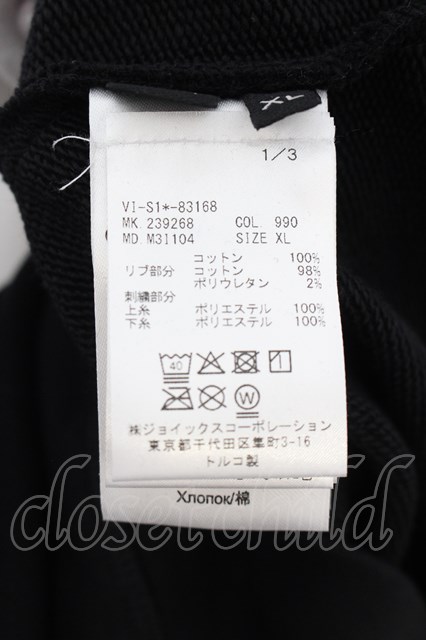 XL
1/3
VI-S1*-83168
MK. 239268 COL. 990
MD. M31104 SIZE XL
コットン 100%
リブ部分 コットン 98%
ポリウレタン 2%
刺繍部分
上糸 ポリエステル 100%
下糸 ポリエステル 100%
40
W
㈱ジョイックスコーポレーション
東京都千代田区隼町3-16
トルコ製
Хлопок/棉
closet child